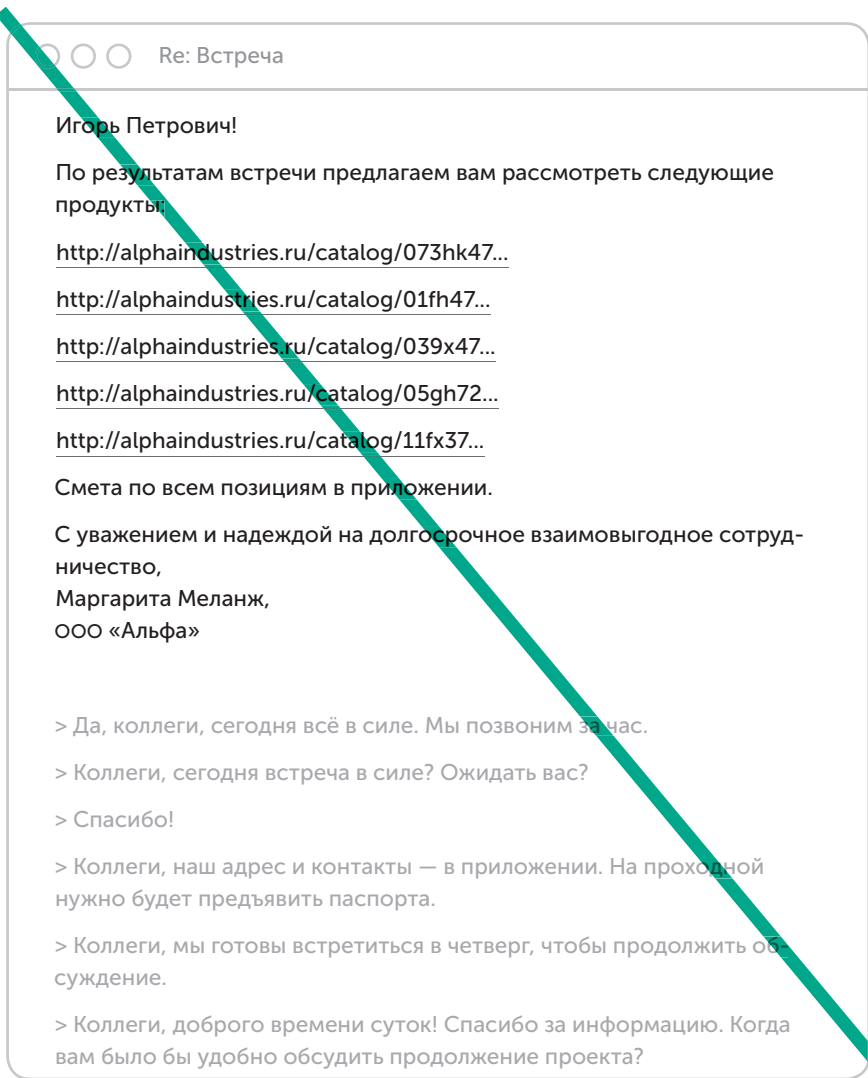 Re: Встреча
Игорь Петрович!
По результатам встречи предлагаем вам рассмотреть следующие
продукты:
http://alphaindustries.ru/catalog/073hk47...
http://alphaindustries.ru/catalog/01fh47...
http://alphaindustries.ru/catalog/039x47...
http://alphaindustries.ru/catalog/05gh72...
http://alphaindustries.ru/catalog/11fx37...
Смета по всем позициям в приложении.
С уважением и надеждой на долгосрочное взаимовыгодное сотруд-
ничество,
Маргарита Меланж,
ООО «Альфа»
> Да, коллеги, сегодня всё в силе. Мы позвоним за час.
> Коллеги, сегодня встреча в силе? Ожидать вас?
> Спасибо!
> Коллеги, наш адрес и контакты — в приложении. На проходной
нужно будет предъявить паспорта.
> Коллеги, мы готовы встретиться в четверг, чтобы продолжить об-
суждение.
> Коллеги, доброго времени суток! Спасибо за информацию. Когда
вам было бы удобно обсудить продолжение проекта?